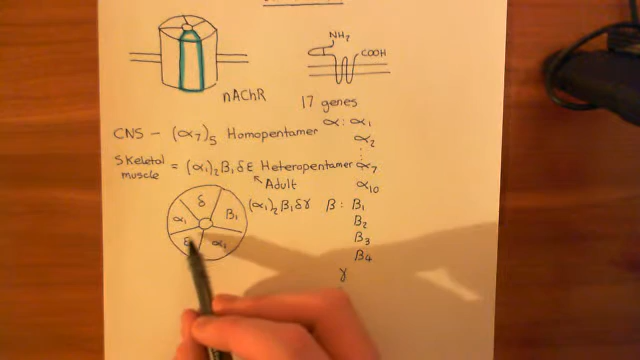 NH₂
COOH
nAChR
17 genes
CNS – (α₇)₅ Homopentamer
α : α₁
α₂
⋮
α₇
α₁₀
Skeletal muscle = (α₁)₂ β₁ δ ε Heteropentamer
Adult
(α₁)₂ β₁ δ γ
δ
α₁
β₁
ε
α₁
β : β₁
β₂
β₃
β₄
γ